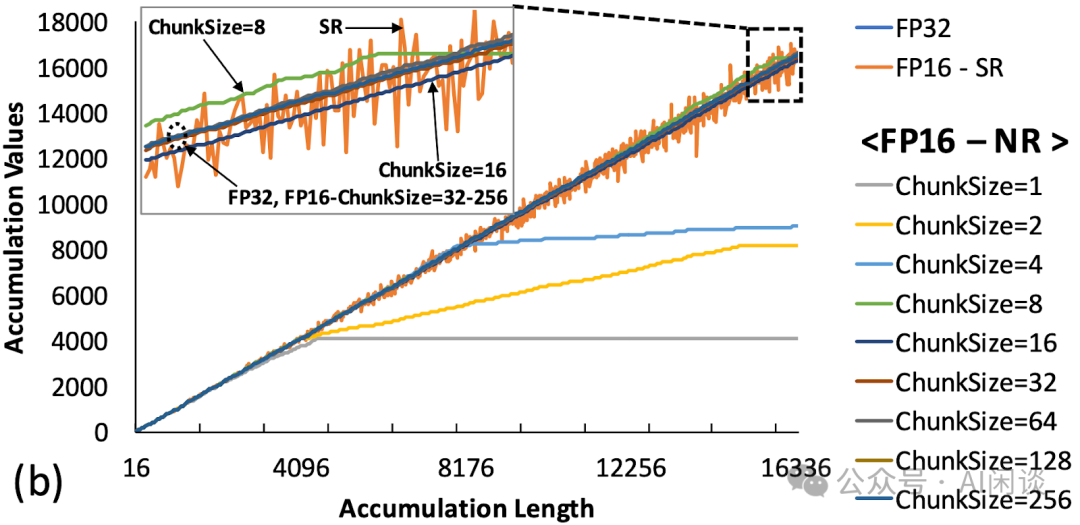 18000
16000
14000
12000
10000
8000
6000
4000
2000
0
Accumulation Values
ChunkSize=8
SR
ChunkSize=16
FP32, FP16-ChunkSize=32-256
16
4096
8176
12256
16336
Accumulation Length
(b)
FP32
FP16 - SR
<FP16 – NR >
ChunkSize=1
ChunkSize=2
ChunkSize=4
ChunkSize=8
ChunkSize=16
ChunkSize=32
ChunkSize=64
ChunkSize=128
ChunkSize=256
公众号 · AI闲谈